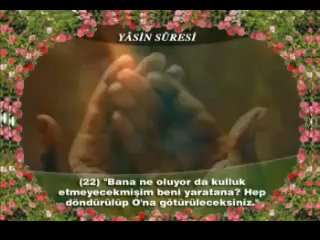 YÂSİN SÛRESİ
(22) "Bana ne oluyor da kulluk
etmeyecekmişim beni yaratana? Hep
döndürülüp O'na götürüleceksiniz."